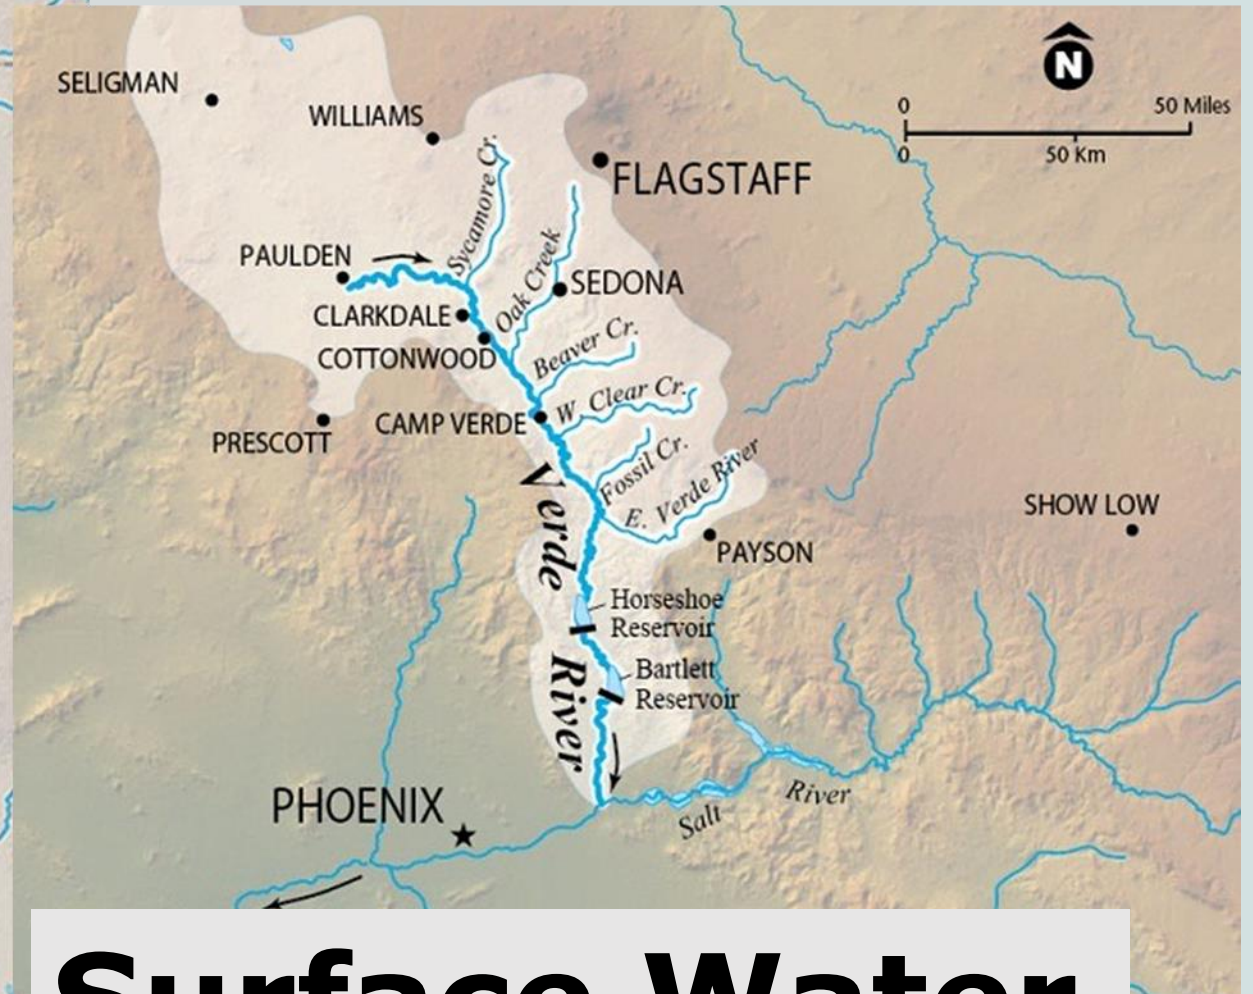 SELIGMAN
WILLIAMS
N
0 50 Miles
0 50 Km
FLAGSTAFF
Sycamore Cr.
PAULDEN
Oak Creek
SEDONA
CLARKDALE
COTTONWOOD
Beaver Cr.
W. Clear Cr.
CAMP VERDE
PRESCOTT
Fossil Cr.
E. Verde River
Verde River
SHOW LOW
PAYSON
Horseshoe
Reservoir
Bartlett
Reservoir
PHOENIX
Salt River
Surface Water